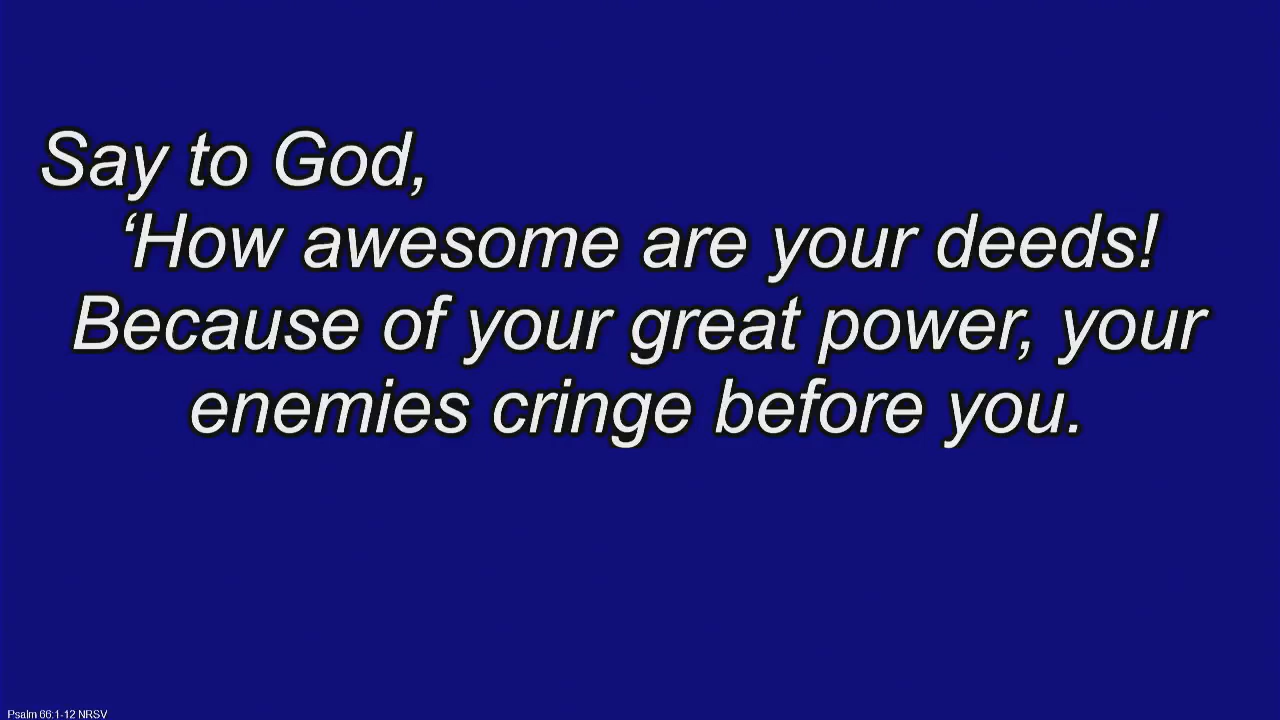 Say to God,
‘How awesome are your deeds!
Because of your great power, your
enemies cringe before you.
Psalm 66:1-12 NRSV